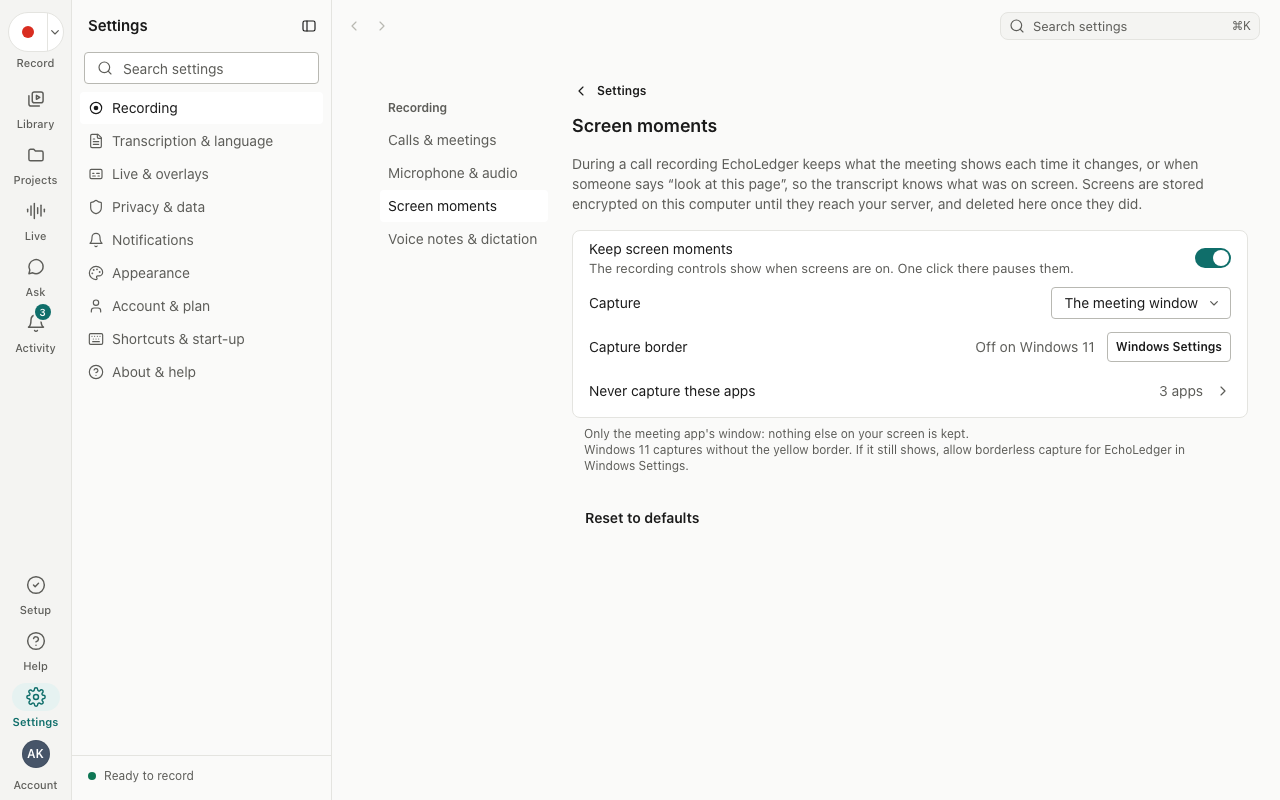 Record
Library
Projects
Live
Ask
3
Activity
Setup
Help
Settings
AK
Account
Settings
Search settings
Recording
Transcription & language
Live & overlays
Privacy & data
Notifications
Appearance
Account & plan
Shortcuts & start-up
About & help
Ready to record
Search settings ⌘K
Recording
Calls & meetings
Microphone & audio
Screen moments
Voice notes & dictation
Settings
Screen moments
During a call recording EchoLedger keeps what the meeting shows each time it changes, or when
someone says “look at this page”, so the transcript knows what was on screen. Screens are stored
encrypted on this computer until they reach your server, and deleted here once they did.
Keep screen moments
The recording controls show when screens are on. One click there pauses them.
Capture The meeting window
Capture border Off on Windows 11 Windows Settings
Never capture these apps 3 apps
Only the meeting app's window: nothing else on your screen is kept.
Windows 11 captures without the yellow border. If it still shows, allow borderless capture for EchoLedger in
Windows Settings.
Reset to defaults